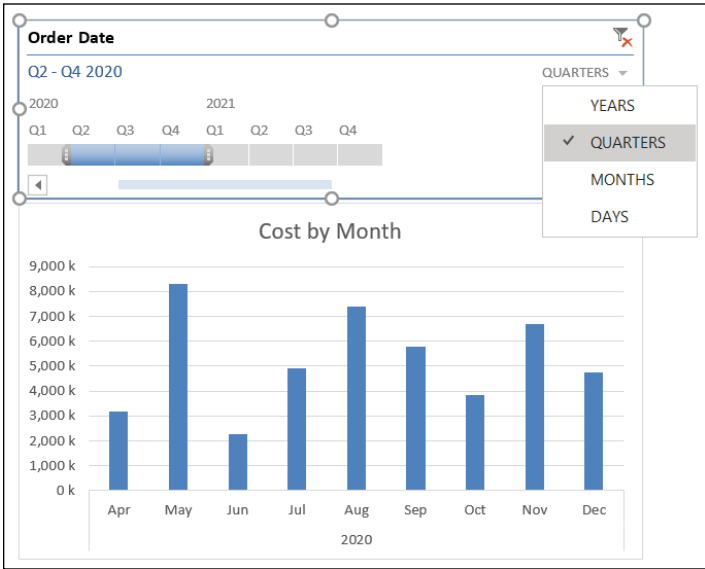 Order Date
Q2 - Q4 2020
QUARTERS
2020 2021
Q1 Q2 Q3 Q4 Q1 Q2 Q3 Q4
YEARS
QUARTERS
MONTHS
DAYS
Cost by Month
9,000 k
8,000 k
7,000 k
6,000 k
5,000 k
4,000 k
3,000 k
2,000 k
1,000 k
0 k
Apr May Jun Jul Aug Sep Oct Nov Dec
2020